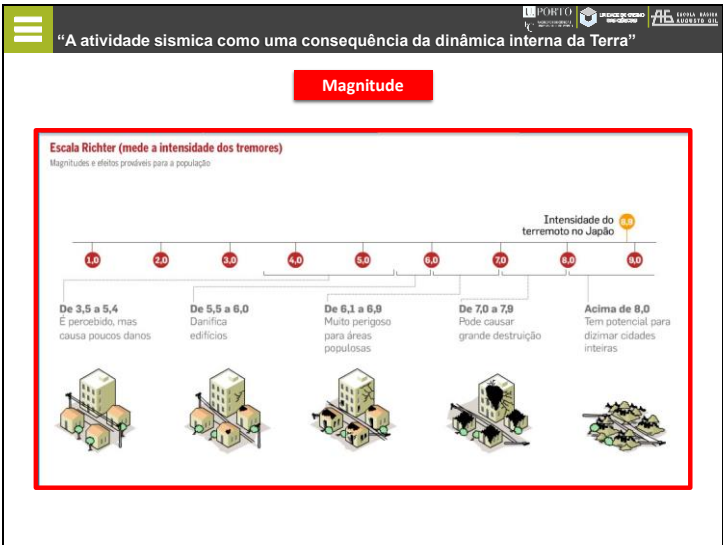 U.PORTO
ESCOLA BÁSICA
AUGUSTO GIL
“A atividade sismica como uma consequência da dinâmica interna da Terra”
Magnitude
Escala Richter (mede a intensidade dos tremores)
Magnitudes e efeitos prováveis para a população
Intensidade do
terremoto no Japão
8,9
1,0 2,0 3,0 4,0 5,0 6,0 7,0 8,0 9,0
De 3,5 a 5,4
É percebido, mas
causa poucos danos
De 5,5 a 6,0
Danifica
edifícios
De 6,1 a 6,9
Muito perigoso
para áreas
populosas
De 7,0 a 7,9
Pode causar
grande destruição
Acima de 8,0
Tem potencial para
dizimar cidades
inteiras